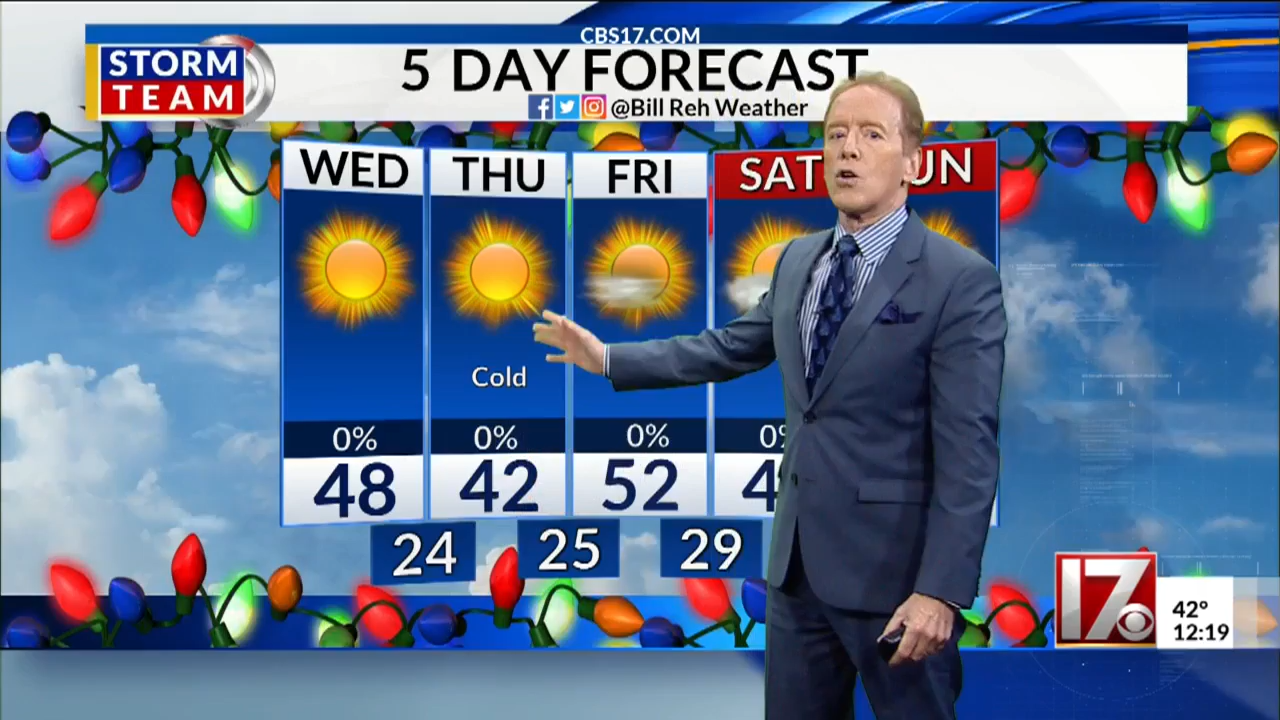 CBS17.COM
STORM
TEAM
5 DAY FORECAST
@Bill Reh Weather
WED THU FRI SAT
Cold
0% 0% 0%
48 42 52
24 25 29
17
42°
12:19